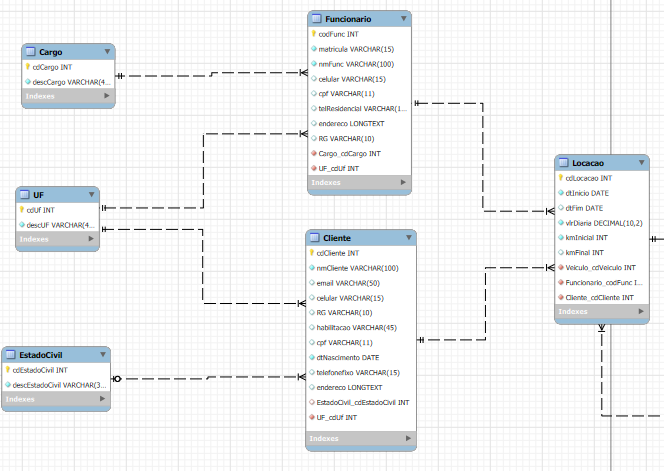 Cargo
cdCargo INT
descCargo VARCHAR(4...
Indexes
Funcionario
codFunc INT
matricula VARCHAR(15)
nmFunc VARCHAR(100)
celular VARCHAR(15)
cpf VARCHAR(11)
telResidencial VARCHAR(1...
endereco LONGTEXT
RG VARCHAR(10)
Cargo_cdCargo INT
UF_cdUf INT
Indexes
UF
cdUf INT
descUF VARCHAR(4...
Indexes
Cliente
cdCliente INT
nmCliente VARCHAR(100)
email VARCHAR(50)
celular VARCHAR(15)
RG VARCHAR(10)
habilitacao VARCHAR(45)
cpf VARCHAR(11)
dtNascimento DATE
telefonefixo VARCHAR(15)
endereco LONGTEXT
EstadoCivil_cdEstadoCivil INT
UF_cdUf INT
Indexes
EstadoCivil
cdEstadoCivil INT
descEstadoCivil VARCHAR(3...
Indexes
Locacao
cdLocacao INT
dtInicio DATE
dtFim DATE
vlrDiaria DECIMAL(10,2)
kmInicial INT
kmFinal INT
Veiculo_cdVeiculo INT
Funcionario_codFunc I...
Cliente_cdCliente INT
Indexes